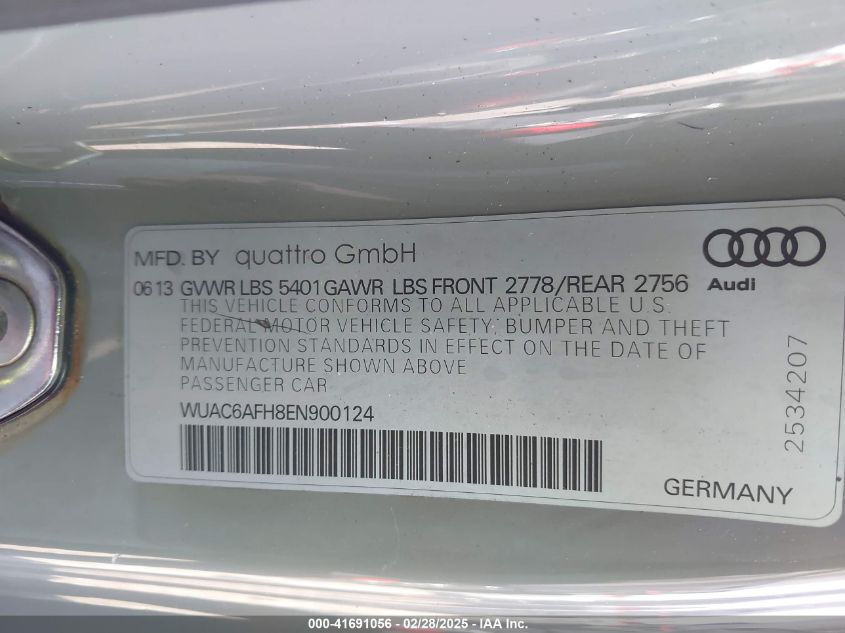 MFD. BY quattro GmbH
Audi
0613 GVWR LBS 5401 GAWR LBS FRONT 2778/REAR 2756
THIS VEHICLE CONFORMS TO ALL APPLICABLE U.S.
FEDERAL MOTOR VEHICLE SAFETY, BUMPER AND THEFT
PREVENTION STANDARDS IN EFFECT ON THE DATE OF
MANUFACTURE SHOWN ABOVE
PASSENGER CAR
WUAC6AFH8EN900124
2534207
GERMANY
000-41691056 - 02/28/2025 - IAA Inc.